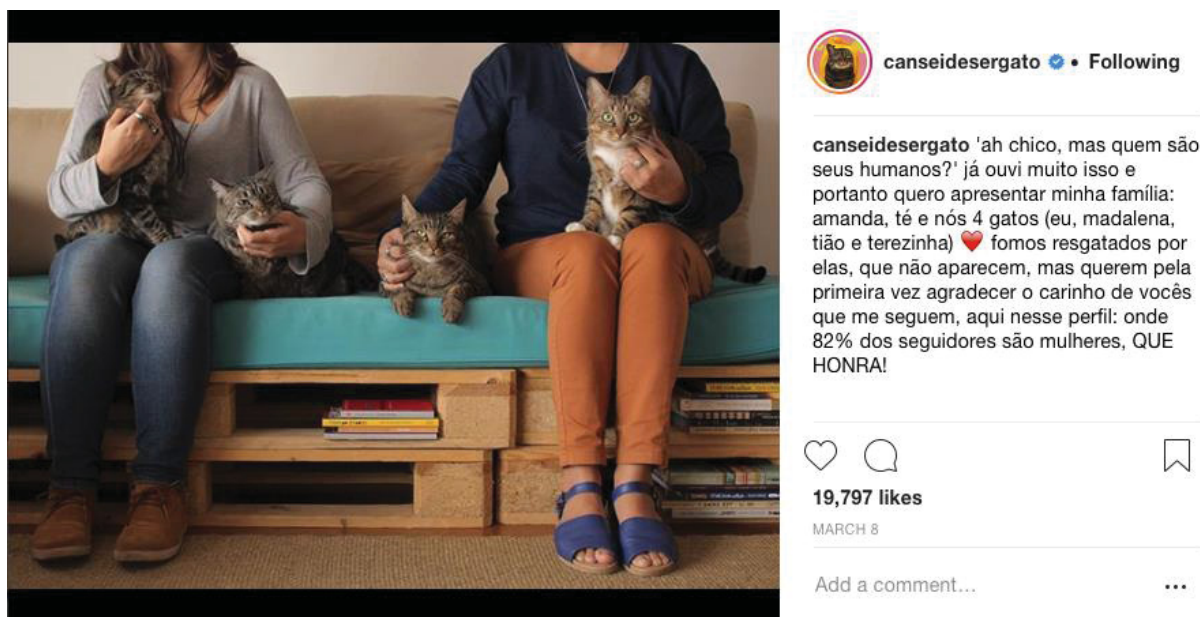 canseidesergato • Following
canseidesergato 'ah chico, mas quem são
seus humanos?' já ouvi muito isso e
portanto quero apresentar minha família:
amanda, té e nós 4 gatos (eu, madalena,
tião e terezinha) ❤️ fomos resgatados por
elas, que não aparecem, mas querem pela
primeira vez agradecer o carinho de vocês
que me seguem, aqui nesse perfil: onde
82% dos seguidores são mulheres, QUE
HONRA!
19,797 likes
MARCH 8
Add a comment...